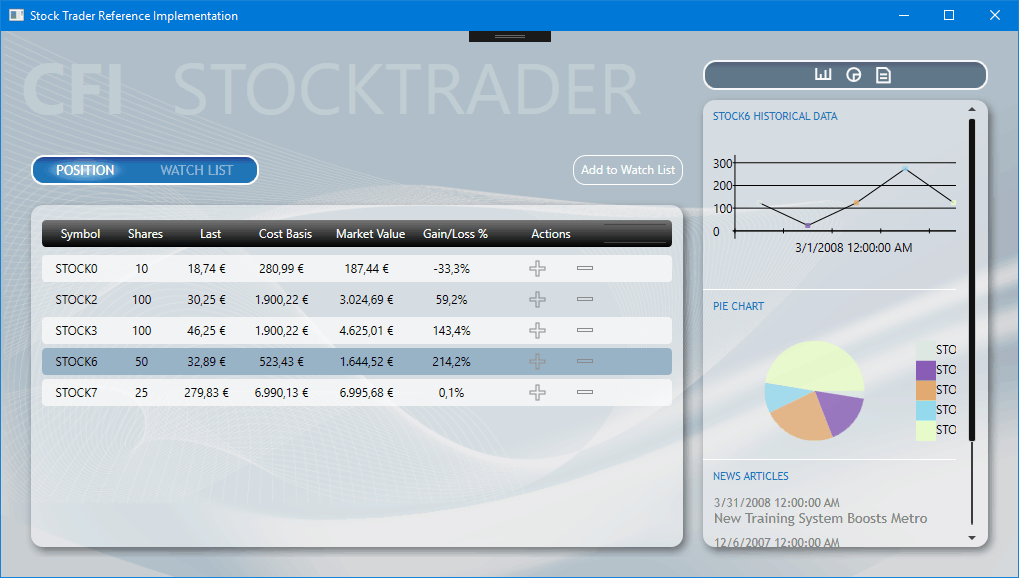 Stock Trader Reference Implementation
CFI STOCKTRADER
POSITION WATCH LIST
Add to Watch List
Symbol Shares Last Cost Basis Market Value Gain/Loss % Actions
STOCK0 10 18,74 € 280,99 € 187,44 € -33,3%
STOCK2 100 30,25 € 1.900,22 € 3.024,69 € 59,2%
STOCK3 100 46,25 € 1.900,22 € 4.625,01 € 143,4%
STOCK6 50 32,89 € 523,43 € 1.644,52 € 214,2%
STOCK7 25 279,83 € 6.990,13 € 6.995,68 € 0,1%
STOCK6 HISTORICAL DATA
300
200
100
0
3/1/2008 12:00:00 AM
PIE CHART
STO
STO
STO
STO
STO
NEWS ARTICLES
3/31/2008 12:00:00 AM
New Training System Boosts Metro
12/6/2007 12:00:00 AM